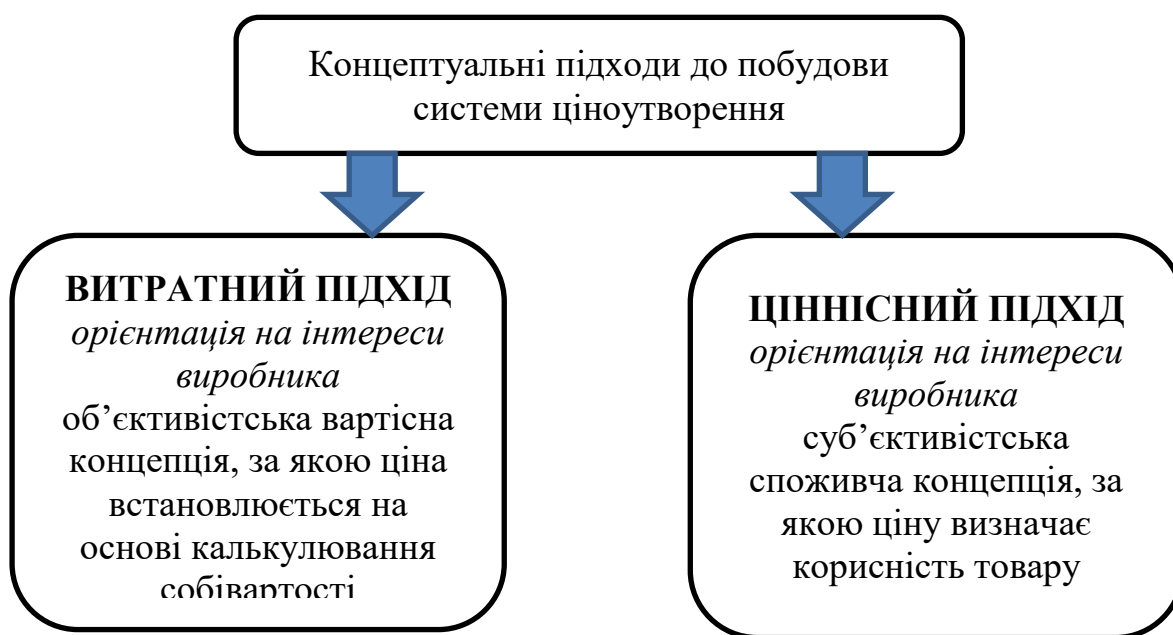 Концептуальні підходи до побудови
системи ціноутворення
ВИТРАТНИЙ ПІДХІД
орієнтація на інтереси
виробника
об’єктивістська вартісна
концепція, за якою ціна
встановлюється на
основі калькулювання
собівартості
ЦІННІСНИЙ ПІДХІД
орієнтація на інтереси
виробника
суб’єктивістська
споживча концепція, за
якою ціну визначає
корисність товару